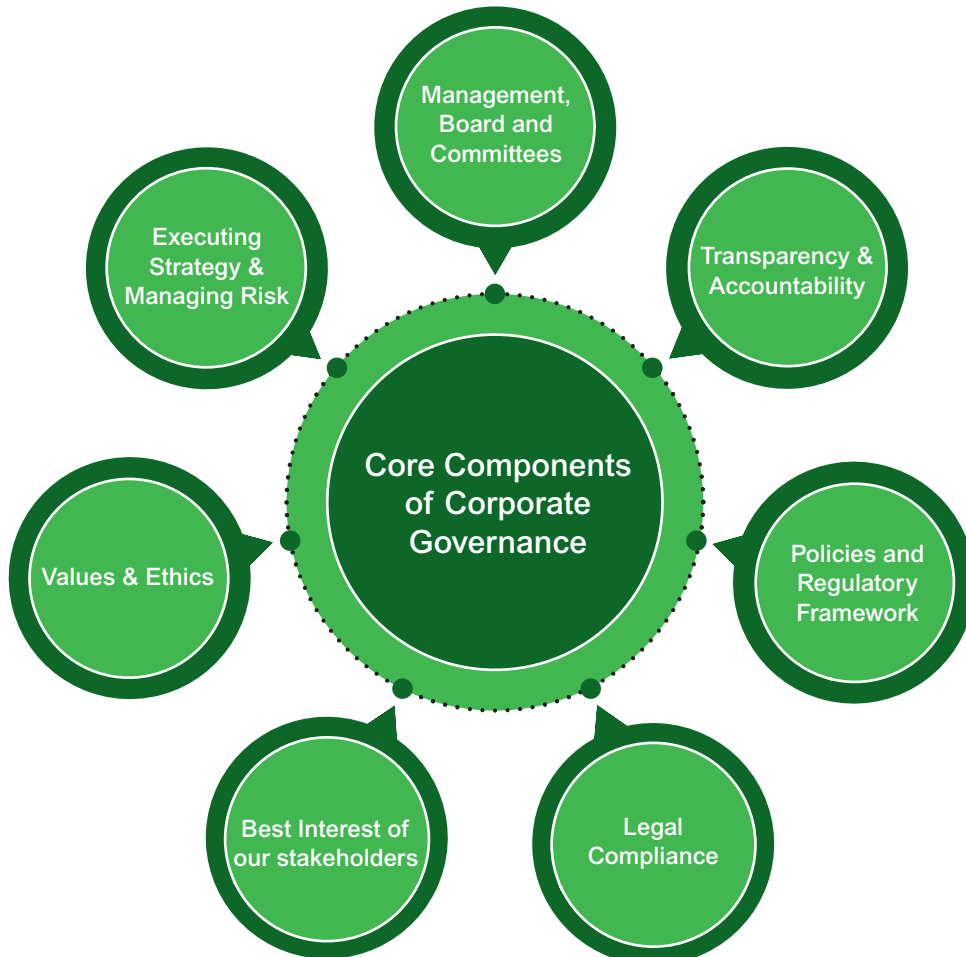 Management,
Board and
Committees
Executing
Strategy &
Managing Risk
Transparency &
Accountability
Core Components
of Corporate
Governance
Values & Ethics
Policies and
Regulatory
Framework
Best Interest of
our stakeholders
Legal
Compliance